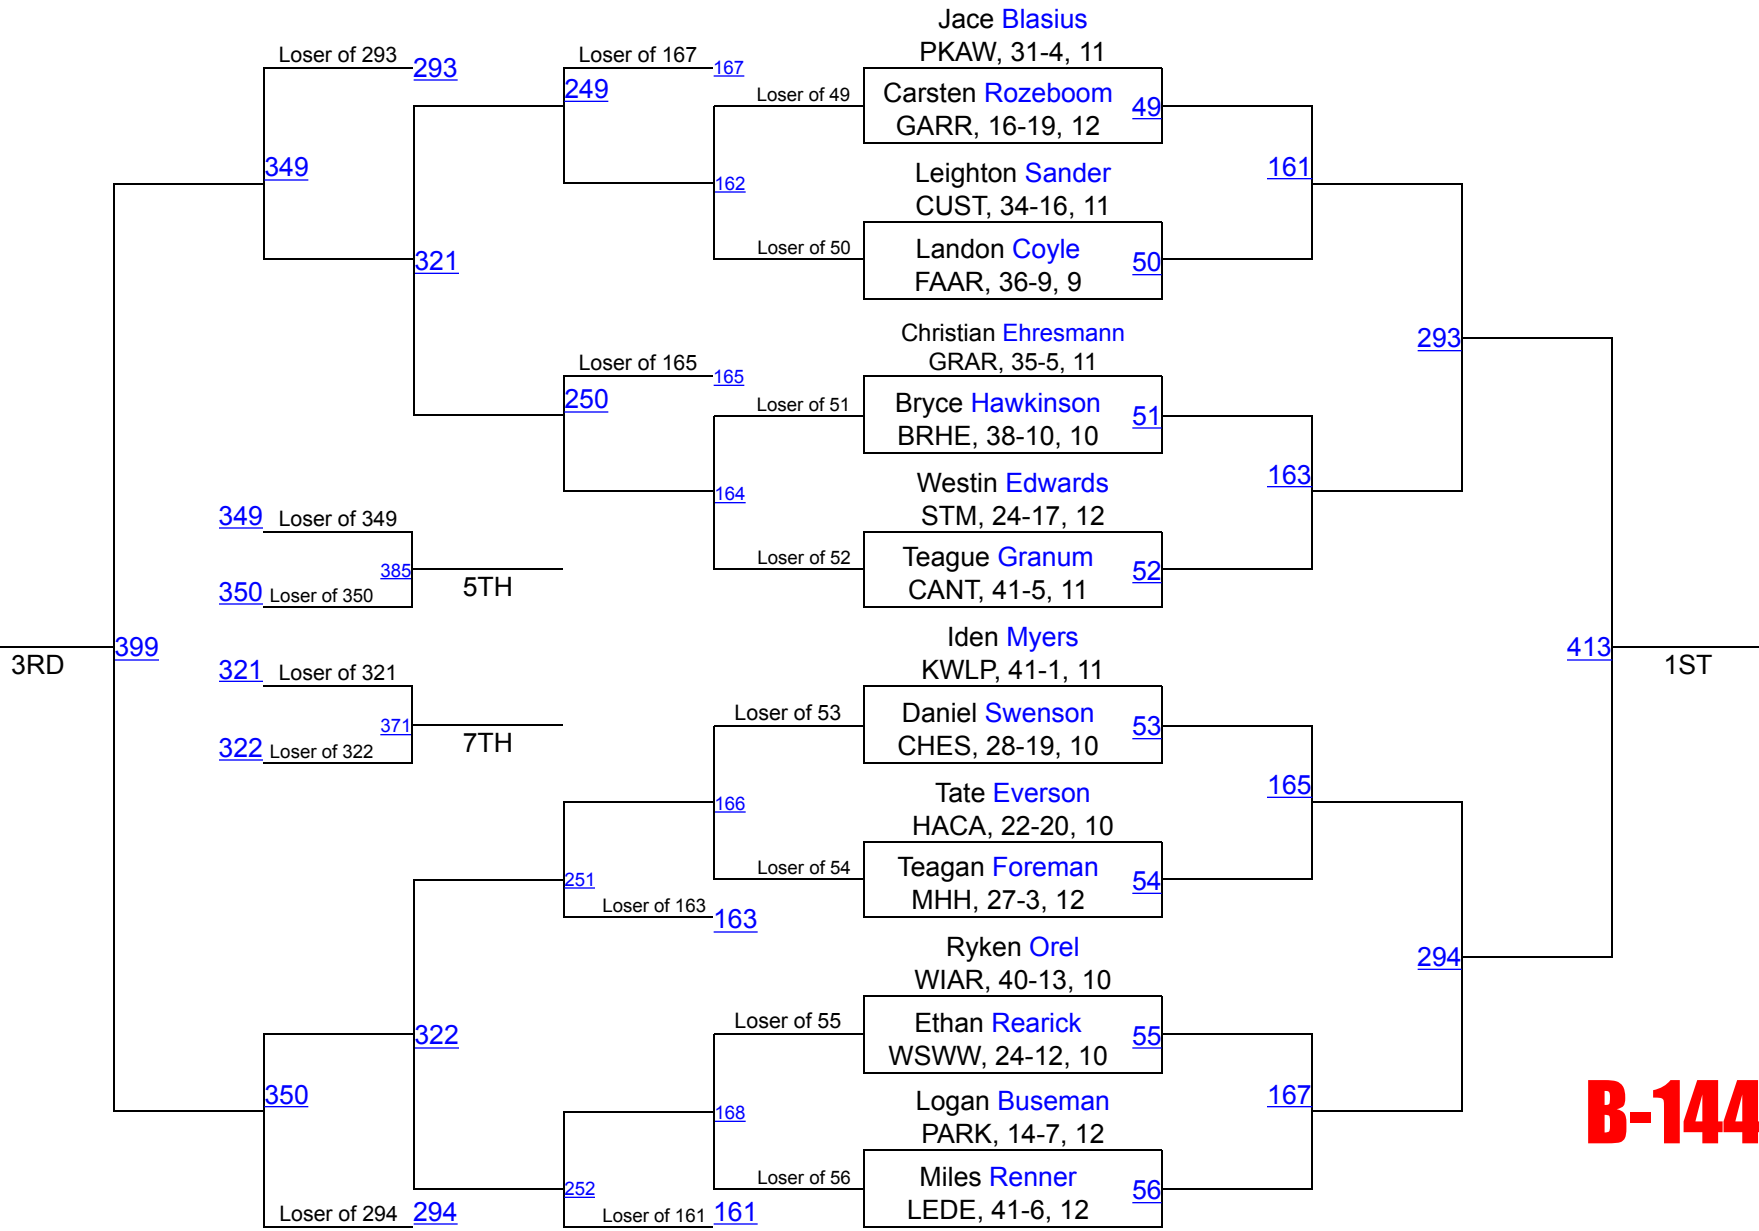 Jace Blasius
PKAW, 31-4, 11
Loser of 293
293
Loser of 167
167
249
Loser of 49
Carsten Rozeboom
GARR, 16-19, 12
49
349
162
Leighton Sander
CUST, 34-16, 11
161
Loser of 50
Landon Coyle
FAAR, 36-9, 9
50
321
Christian Ehresmann
GRAR, 35-5, 11
293
Loser of 165
165
250
Loser of 51
Bryce Hawkinson
BRHE, 38-10, 10
51
164
Westin Edwards
STM, 24-17, 12
163
349
Loser of 349
Loser of 52
Teague Granum
CANT, 41-5, 11
52
385
5TH
350
Loser of 350
Iden Myers
KWLP, 41-1, 11
399
3RD
413
1ST
321
Loser of 321
Loser of 53
Daniel Swenson
CHES, 28-19, 10
53
371
7TH
322
Loser of 322
166
Tate Everson
HACA, 22-20, 10
165
Loser of 54
Teagan Foreman
MHH, 27-3, 12
54
251
Loser of 163
163
Ryken Orel
WIAR, 40-13, 10
294
322
Loser of 55
Ethan Rearick
WSWW, 24-12, 10
55
350
168
Logan Buseman
PARK, 14-7, 12
167
B-144
Loser of 56
Miles Renner
LEDE, 41-6, 12
56
252
Loser of 294
294
Loser of 161
161